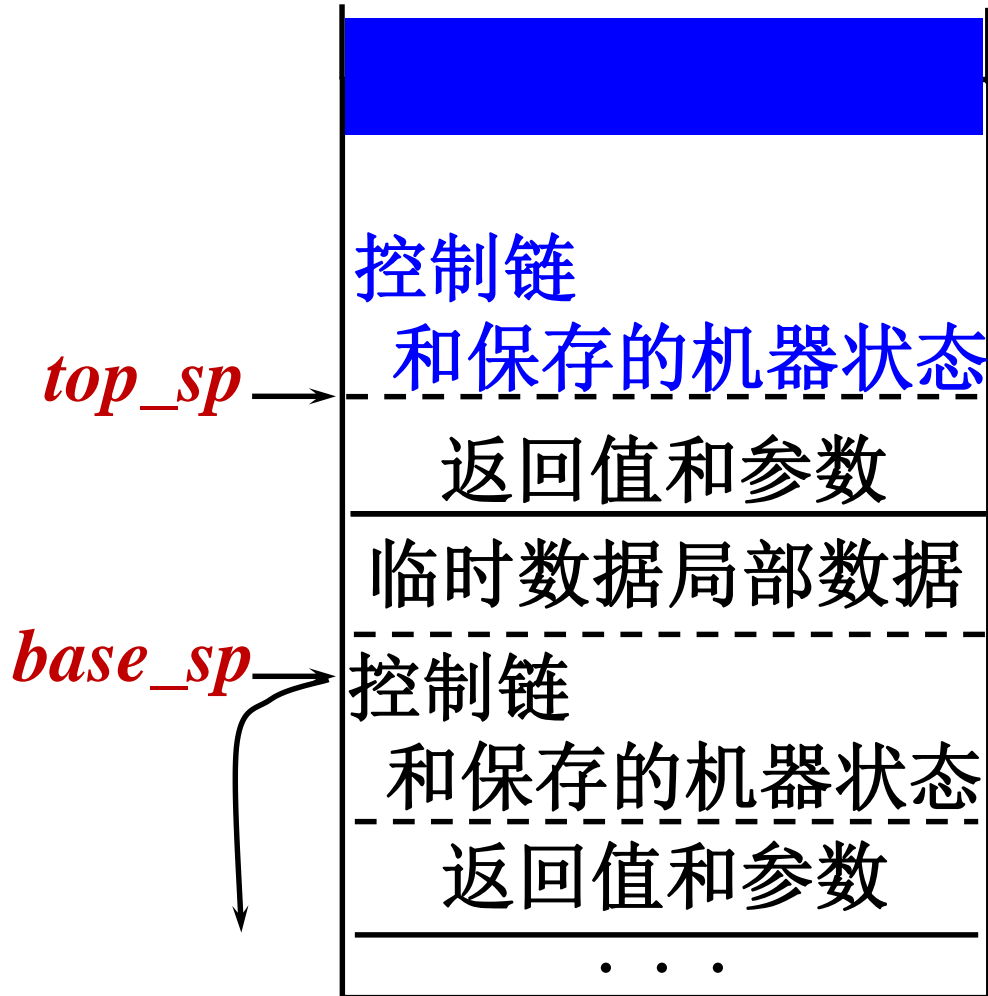 控制链
和保存的机器状态
top_sp
返回值和参数
临时数据局部数据
base_sp
控制链
和保存的机器状态
返回值和参数
. . .